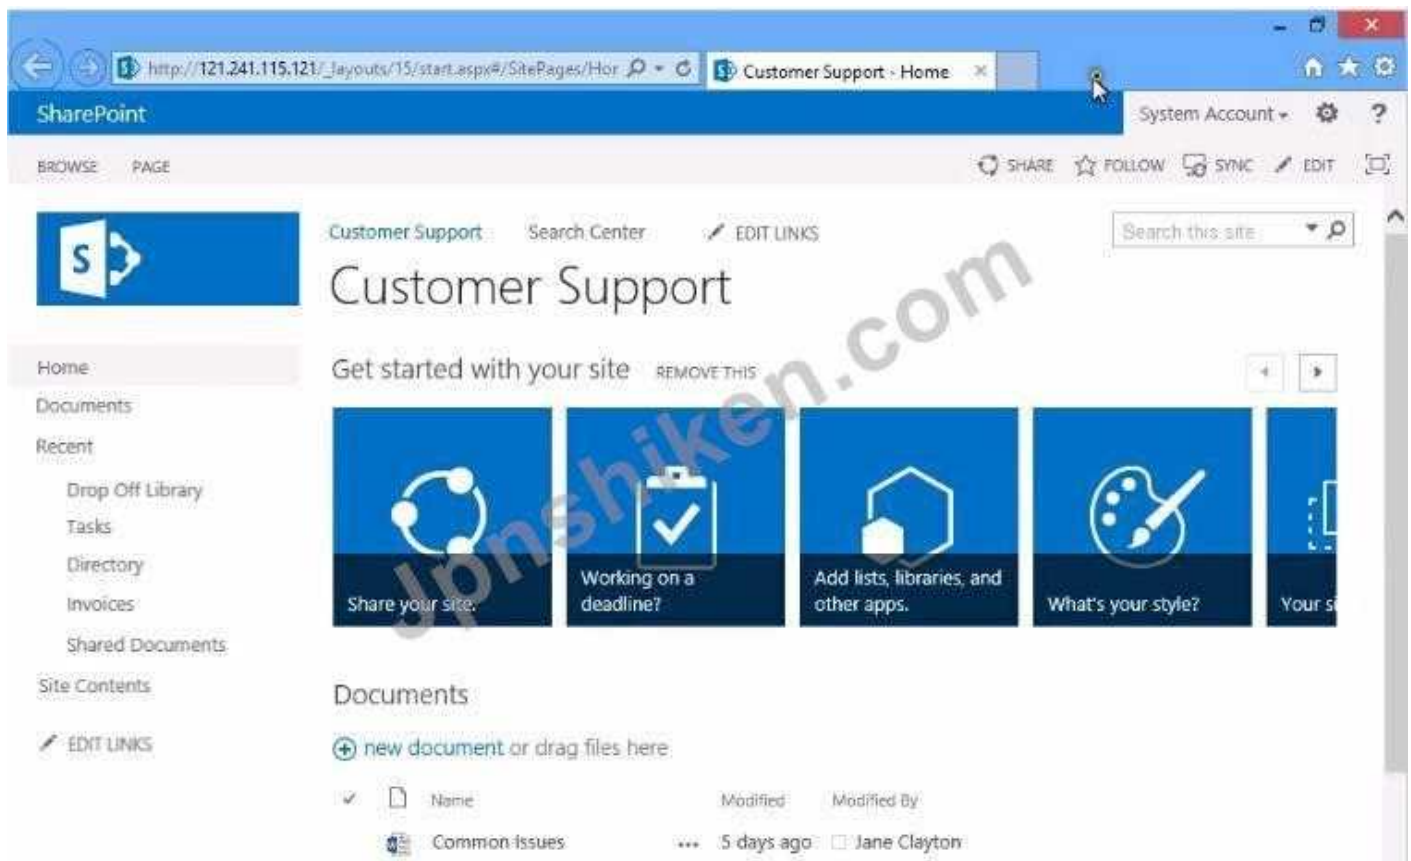 http://121.241.115.121/_layouts/15/start.aspx#/SitePages/Hor
Customer Support - Home
SharePoint
System Account
?
BROWSE PAGE
SHARE FOLLOW SYNC EDIT
S
Customer Support Search Center EDIT LINKS
Search this site
Customer Support
Get started with your site REMOVE THIS
Home
Documents
Recent
Drop Off Library
Tasks
Directory
Invoices
Shared Documents
Site Contents
EDIT LINKS
Share your site.
Working on a
deadline?
Add lists, libraries, and
other apps.
What's your style?
Your si
Documents
new document or drag files here
Name Modified Modified By
Common Issues ... 5 days ago Jane Clayton
Jpnshiken.com